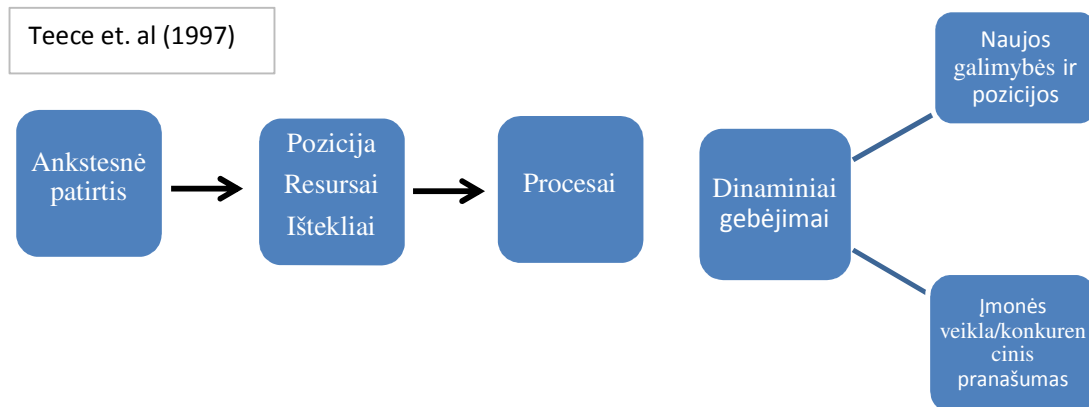 Teece et. al (1997)
Ankstesnė
patirtis
Pozicija
Resursai
Ištekliai
Procesai
Dinaminiai
gebėjimai
Naujos
galimybės ir
pozicijos
Įmonės
veikla/konkuren
cinis
pranašumas